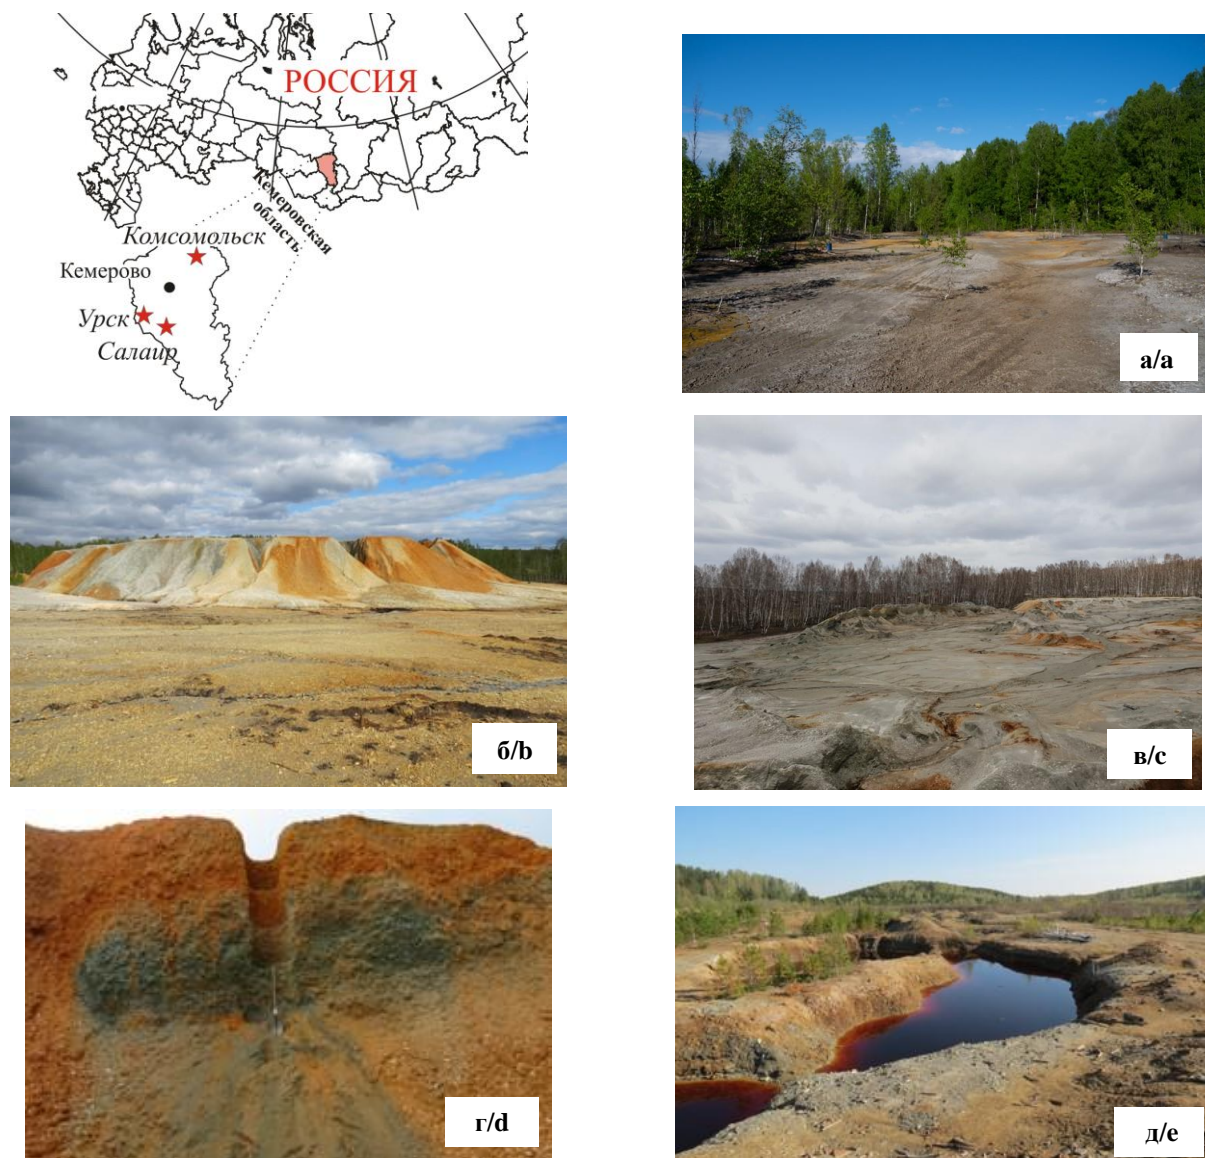 РОССИЯ
Кемеровская
область
Комсомольск
Кемерово
Урск
Салаир
а/a
б/b
в/c
г/d
д/e